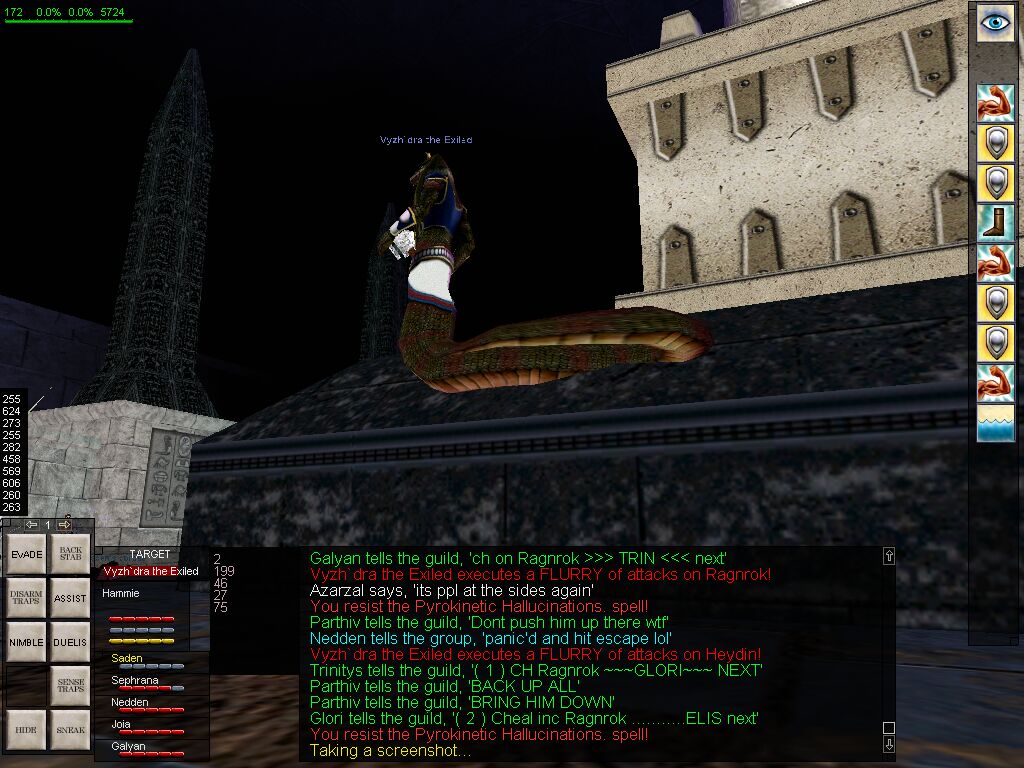 172 0.0% 0.0% 5724
Vyzh`dra the Exiled
255
624
273
255
282
458
569
606
260
263
1
EVADE
BACK STAB
DISARM TRAPS
ASSIST
NIMBLE
DUELIS
SENSE TRAPS
HIDE
SNEAK
TARGET
Vyzh`dra the Exiled
Hammie
Saden
Sephrana
Nedden
Joia
Galyan
2
199
46
27
75
Galyan tells the guild, 'ch on Ragnrok >>> TRIN <<< next'
Vyzh`dra the Exiled executes a FLURRY of attacks on Ragnrok!
Azarzal says, 'its ppl at the sides again'
You resist the Pyrokinetic Hallucinations. spell!
Parthiv tells the guild, 'Dont push him up there wtf'
Nedden tells the group, 'panic'd and hit escape lol'
Vyzh`dra the Exiled executes a FLURRY of attacks on Heydin!
Trinitys tells the guild, '( 1 ) CH Ragnrok ~~~GLORI~~~ NEXT'
Parthiv tells the guild, 'BACK UP ALL'
Parthiv tells the guild, 'BRING HIM DOWN'
Glori tells the guild, '( 2 ) Cheal inc Ragnrok ...........ELIS next'
You resist the Pyrokinetic Hallucinations. spell!
Taking a screenshot...